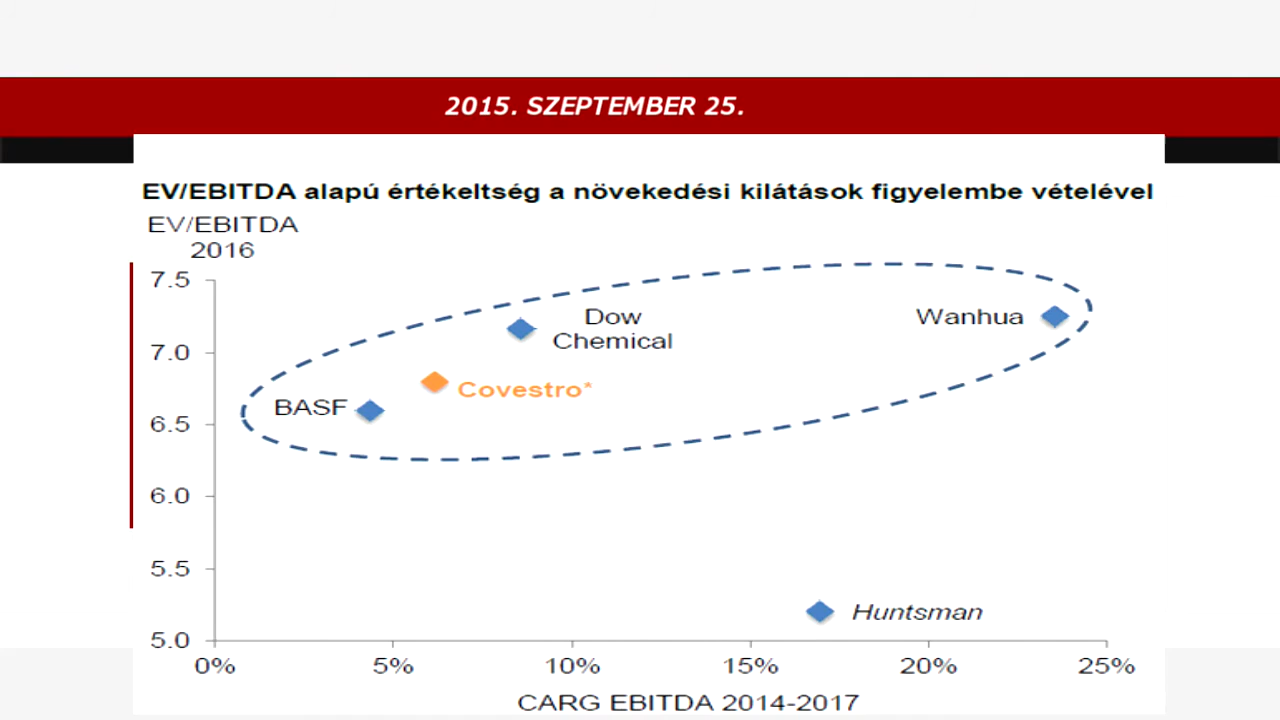 2015. SZEPTEMBER 25.
EV/EBITDA alapú értékeltség a növekedési kilátások figyelembe vételével
EV/EBITDA
2016
7.5
7.0
6.5
6.0
5.5
5.0
Dow
Chemical
Wanhua
Covestro*
BASF
Huntsman
0% 5% 10% 15% 20% 25%
CARG EBITDA 2014-2017